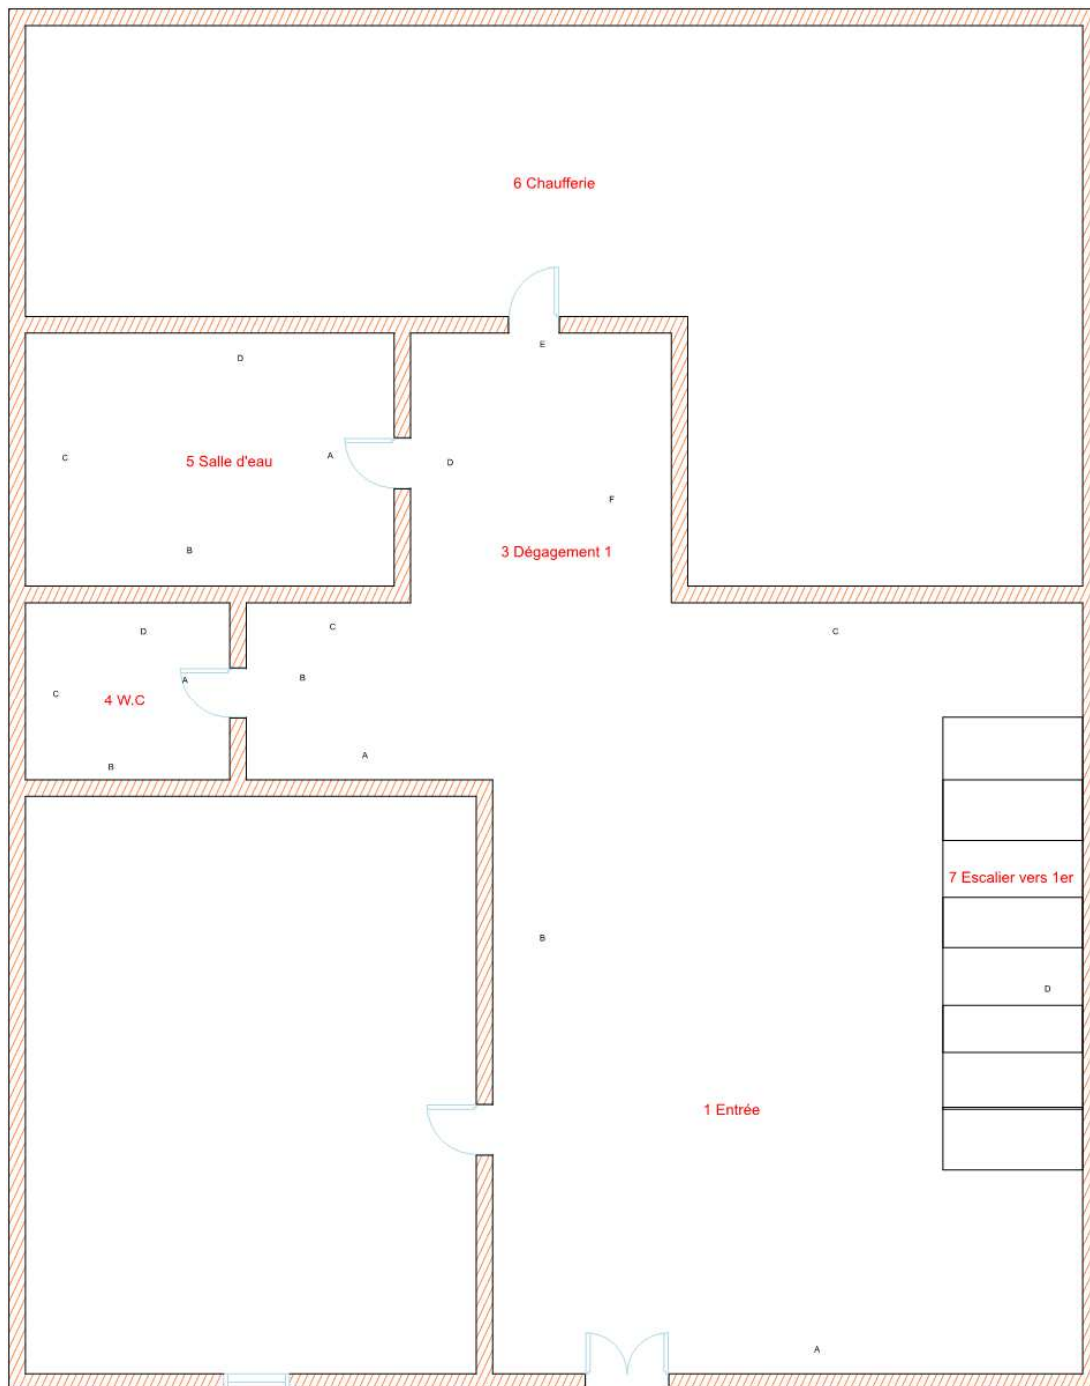 6 Chaufferie
E
D
C
5 Salle d'eau
A
D
F
B
3 Dégagement 1
D
C
C
A
B
C
4 W.C
A
B
7 Escalier vers 1er
B
D
1 Entrée
A